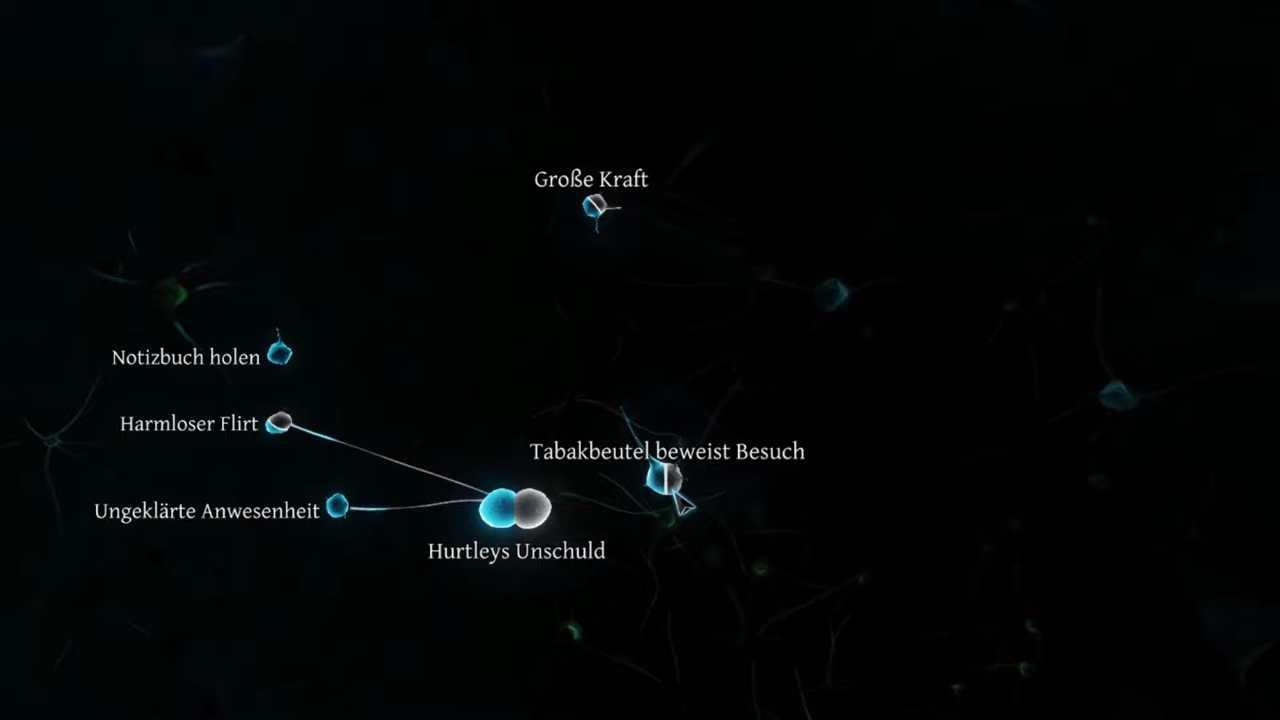 Große Kraft
Notizbuch holen
Harmloser Flirt
Tabakbeutel beweist Besuch
Ungeklärte Anwesenheit
Hurtleys Unschuld